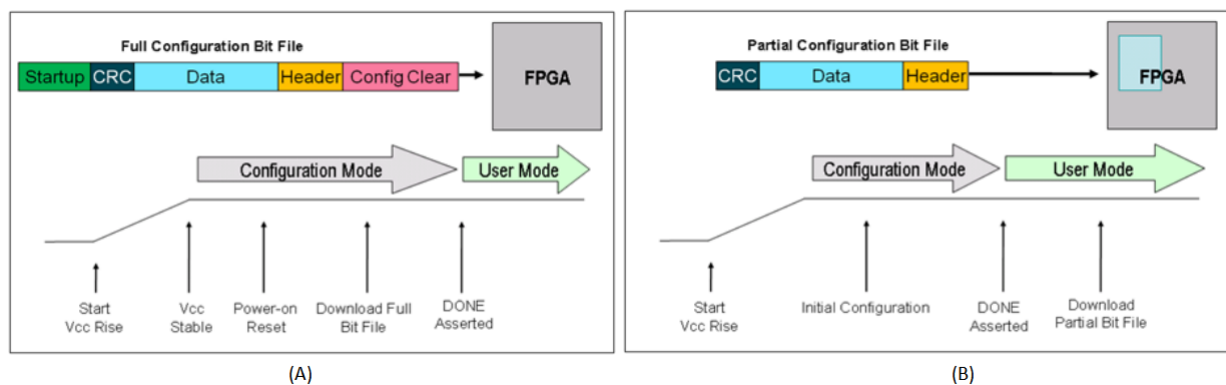 Full Configuration Bit File
Startup CRC Data Header Config Clear
FPGA
Configuration Mode
User Mode
Start
Vcc Rise
Vcc
Stable
Power-on
Reset
Download Full
Bit File
DONE
Asserted
(A)
Partial Configuration Bit File
CRC Data Header
FPGA
Configuration Mode
User Mode
Start
Vcc Rise
Initial Configuration
DONE
Asserted
Download
Partial Bit File
(B)